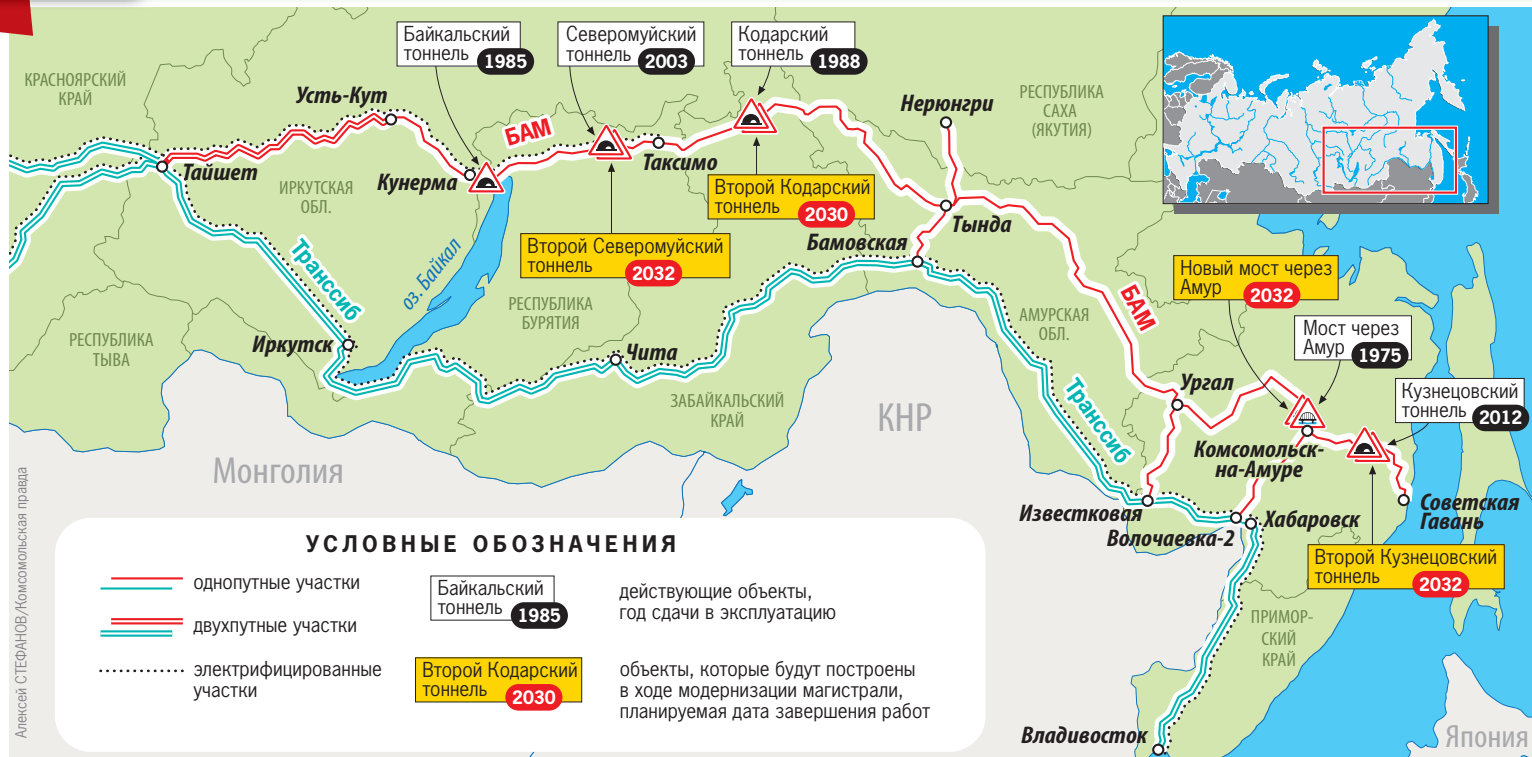 Байкальский
тоннель 1985
Северомуйский
тоннель 2003
Кодарский
тоннель 1988
КРАСНОЯРСКИЙ
КРАЙ
Усть-Кут
БАМ
Нерюнгри
РЕСПУБЛИКА
САХА
(ЯКУТИЯ)
Тайшет
ИРКУТСКАЯ
ОБЛ.
Кунерма
Таксимо
Второй Кодарский
тоннель 2030
Тында
Бамовская
Второй Северомуйский
тоннель 2032
Транссиб
оз. Байкал
РЕСПУБЛИКА
БУРЯТИЯ
Новый мост через
Амур 2032
АМУРСКАЯ
ОБЛ.
БАМ
Мост через
Амур 1975
РЕСПУБЛИКА
ТЫВА
Иркутск
Чита
Ургал
Кузнецовский
тоннель 2012
ЗАБАЙКАЛЬСКИЙ
КРАЙ
КНР
Транссиб
Комсомольск-
на-Амуре
Монголия
Известковая
Волочаевка-2
Хабаровск
Советская
Гавань
Второй Кузнецовский
тоннель 2032
ПРИМОР-
СКИЙ
КРАЙ
Владивосток
Япония
УСЛОВНЫЕ ОБОЗНАЧЕНИЯ
однопутные участки
двухпутные участки
электрифицированные
участки
Байкальский
тоннель 1985
действующие объекты,
год сдачи в эксплуатацию
Второй Кодарский
тоннель 2030
объекты, которые будут построены
в ходе модернизации магистрали,
планируемая дата завершения работ
Алексей СТЕФАНОВ/Комсомольская правда